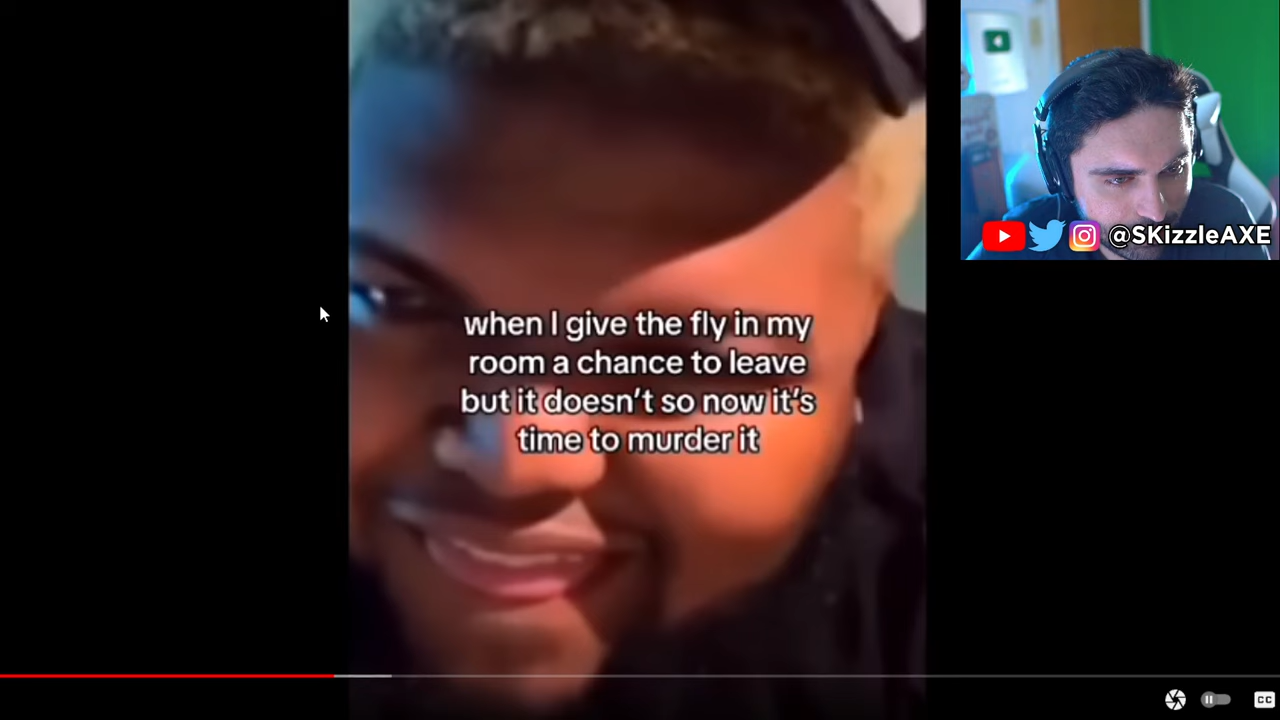 @SKizzleAXE
when I give the fly in my
room a chance to leave
but it doesn't so now it's
time to murder it
CC